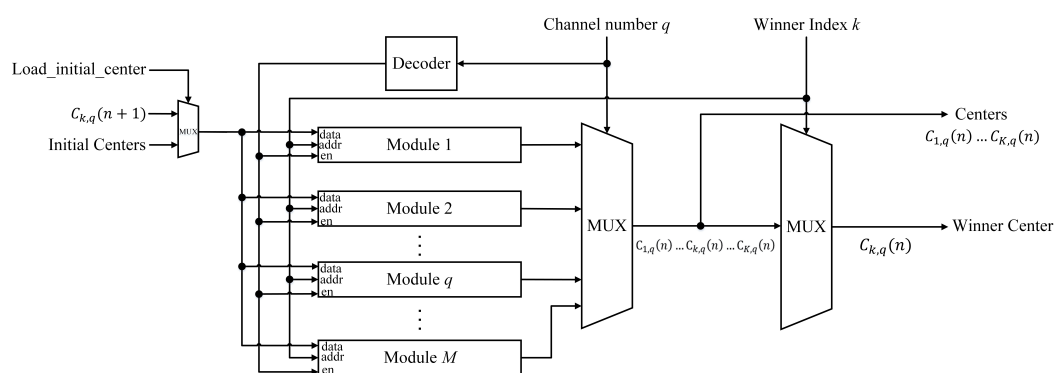 Channel number q
Winner Index k
Decoder
Load_initial_center
C_{k,q}(n+1)
MUX
Initial Centers
data
addr
en
Module 1
Centers
C_{1,q}(n) … C_{K,q}(n)
data
addr
en
Module 2
⋮
MUX
C_{1,q}(n) … C_{k,q}(n) … C_{K,q}(n)
MUX
Winner Center
C_{k,q}(n)
data
addr
en
Module q
⋮
data
addr
en
Module M